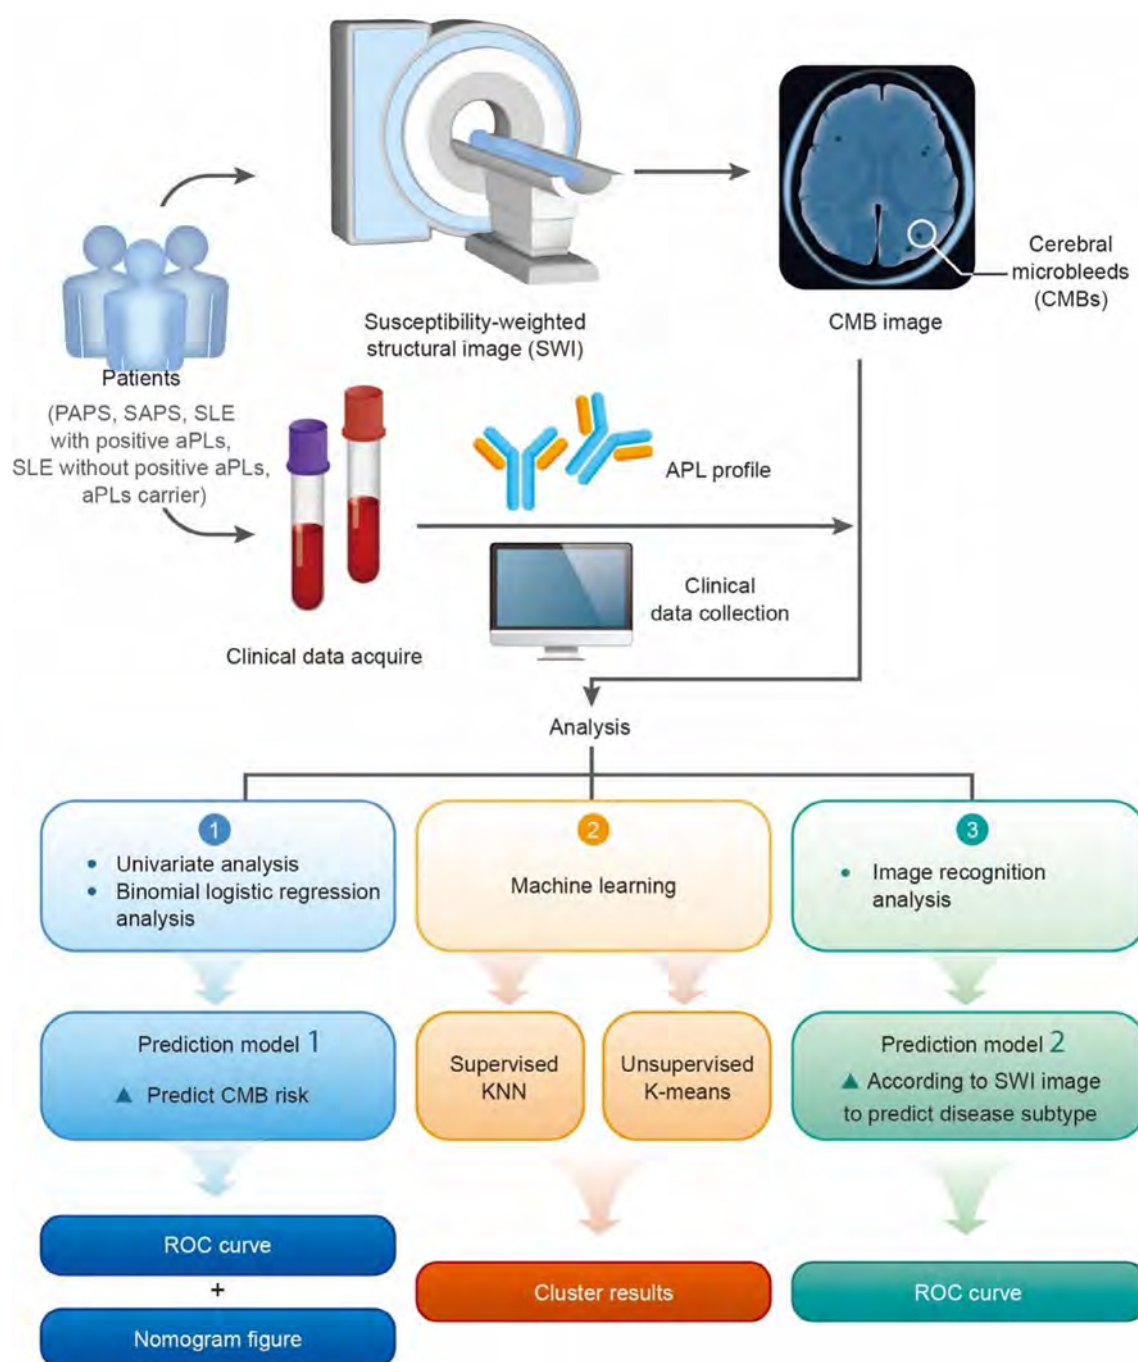 Cerebral
microbleeds
(CMBs)
Susceptibility-weighted
structural image (SWI)
CMB image
Patients
(PAPS, SAPS, SLE
with positive aPLs,
SLE without positive aPLs,
aPLs carrier)
APL profile
Clinical
data collection
Clinical data acquire
Analysis
1
• Univariate analysis
• Binomial logistic regression
analysis
2
Machine learning
3
• Image recognition
analysis
Prediction model 1
▲ Predict CMB risk
Supervised
KNN
Unsupervised
K-means
Prediction model 2
▲ According to SWI image
to predict disease subtype
ROC curve
+
Nomogram figure
Cluster results
ROC curve